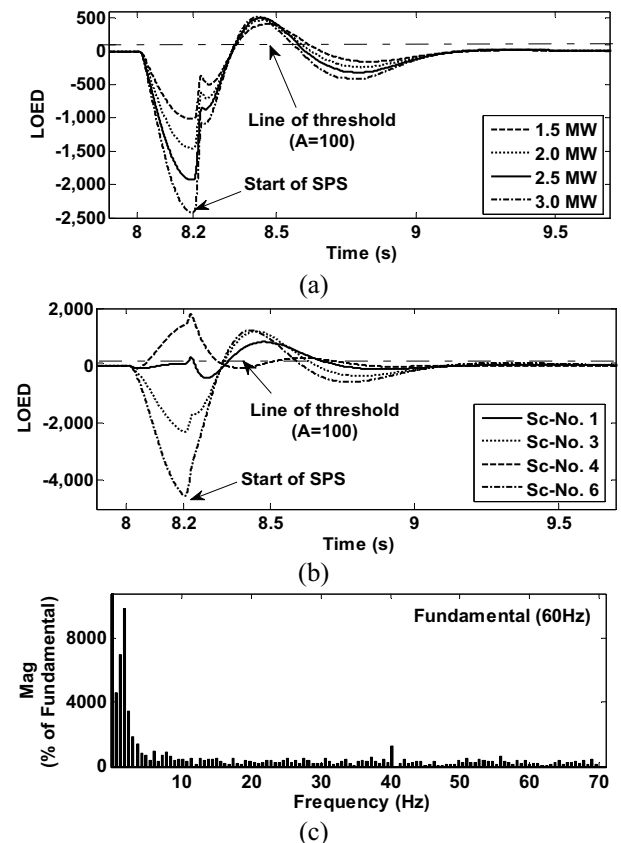 (a)
500
0
-500
-1,000
-1,500
-2,000
-2,500
LOED
Line of threshold
(A=100)
Start of SPS
1.5 MW
2.0 MW
2.5 MW
3.0 MW
8
8.2
8.5
9
9.5
Time (s)
(a)
2,000
0
-2,000
-4,000
LOED
Line of threshold
(A=100)
Start of SPS
Sc-No. 1
Sc-No. 3
Sc-No. 4
Sc-No. 6
8
8.2
8.5
9
9.5
Time (s)
(b)
8000
4000
0
Mag
(% of Fundamental)
Fundamental (60Hz)
10
20
30
40
50
60
70
Frequency (Hz)
(c)